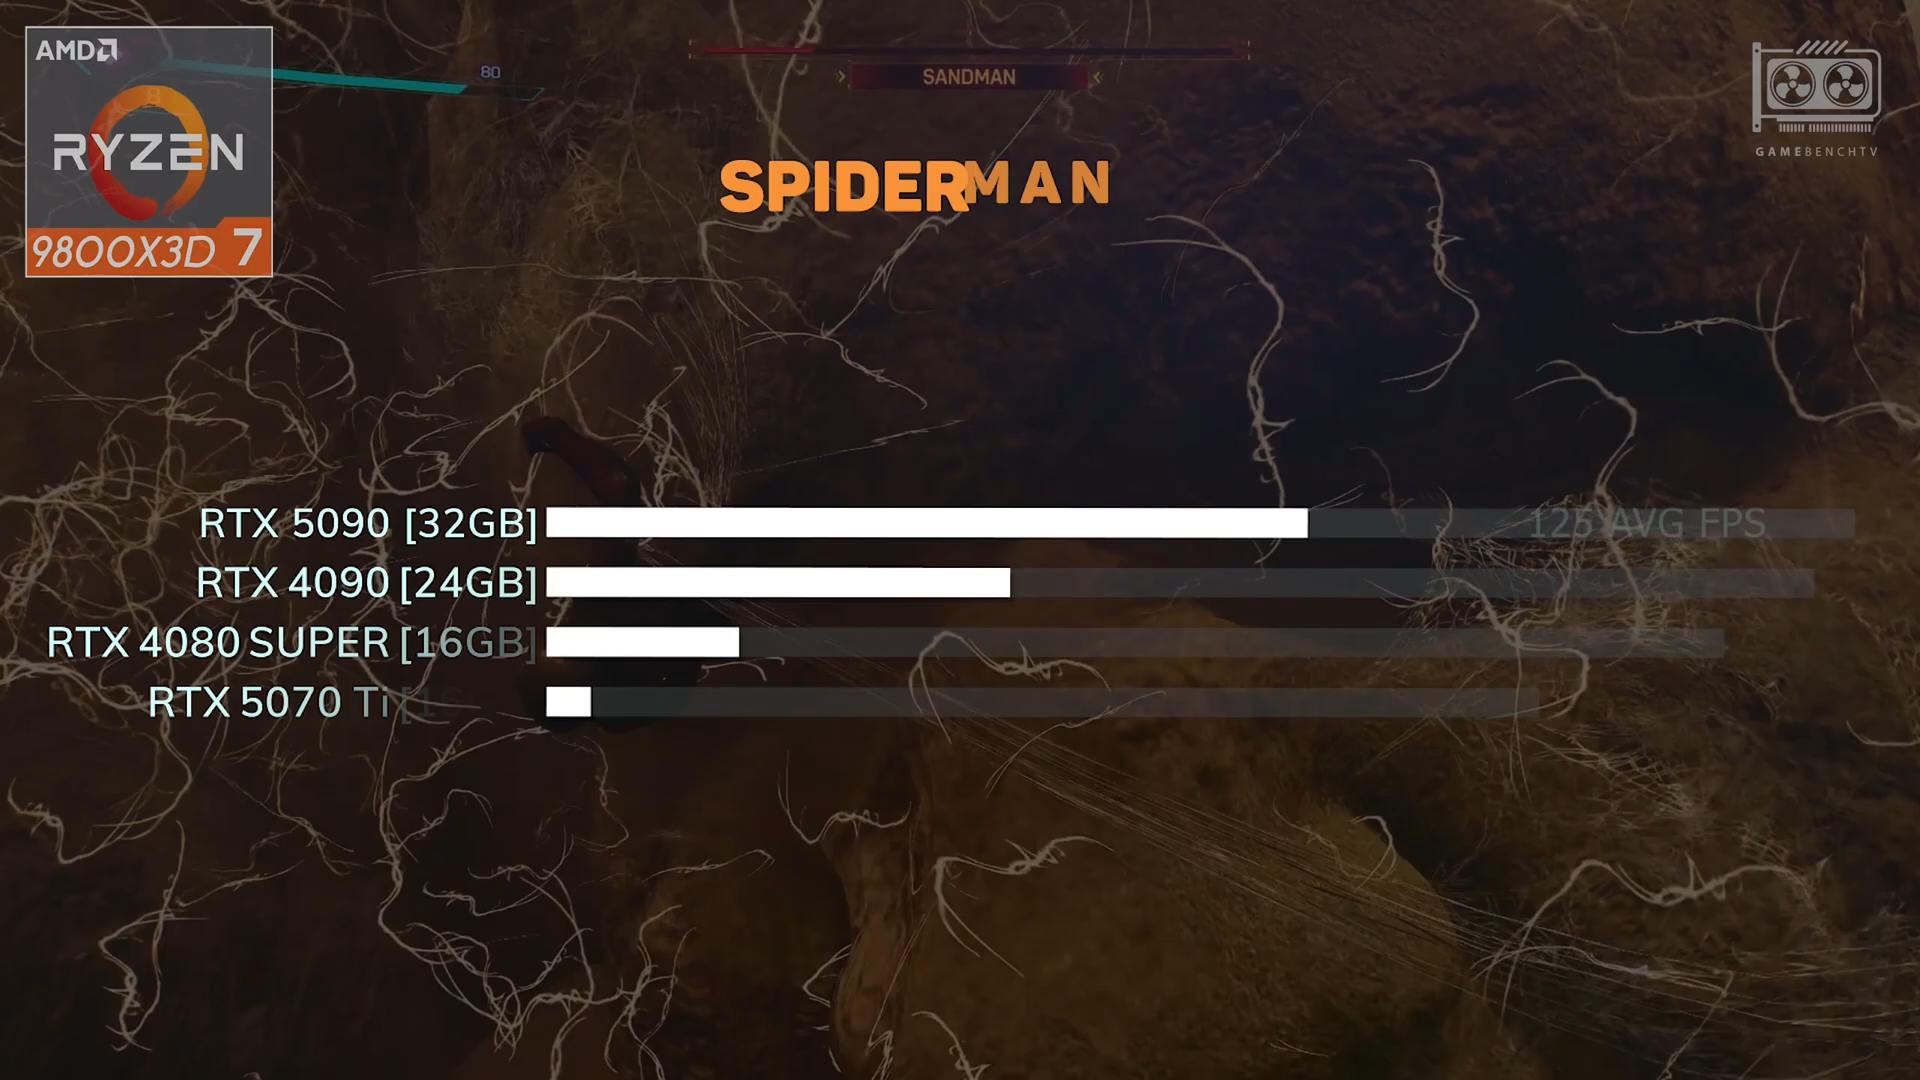 AMD
RYZEN
9800X3D 7
80
SANDMAN
GAMEBENCHTV
SPIDERMAN
RTX 5090 [32GB]
125 AVG FPS
RTX 4090 [24GB]
RTX 4080 SUPER [16GB]
RTX 5070 Ti [16